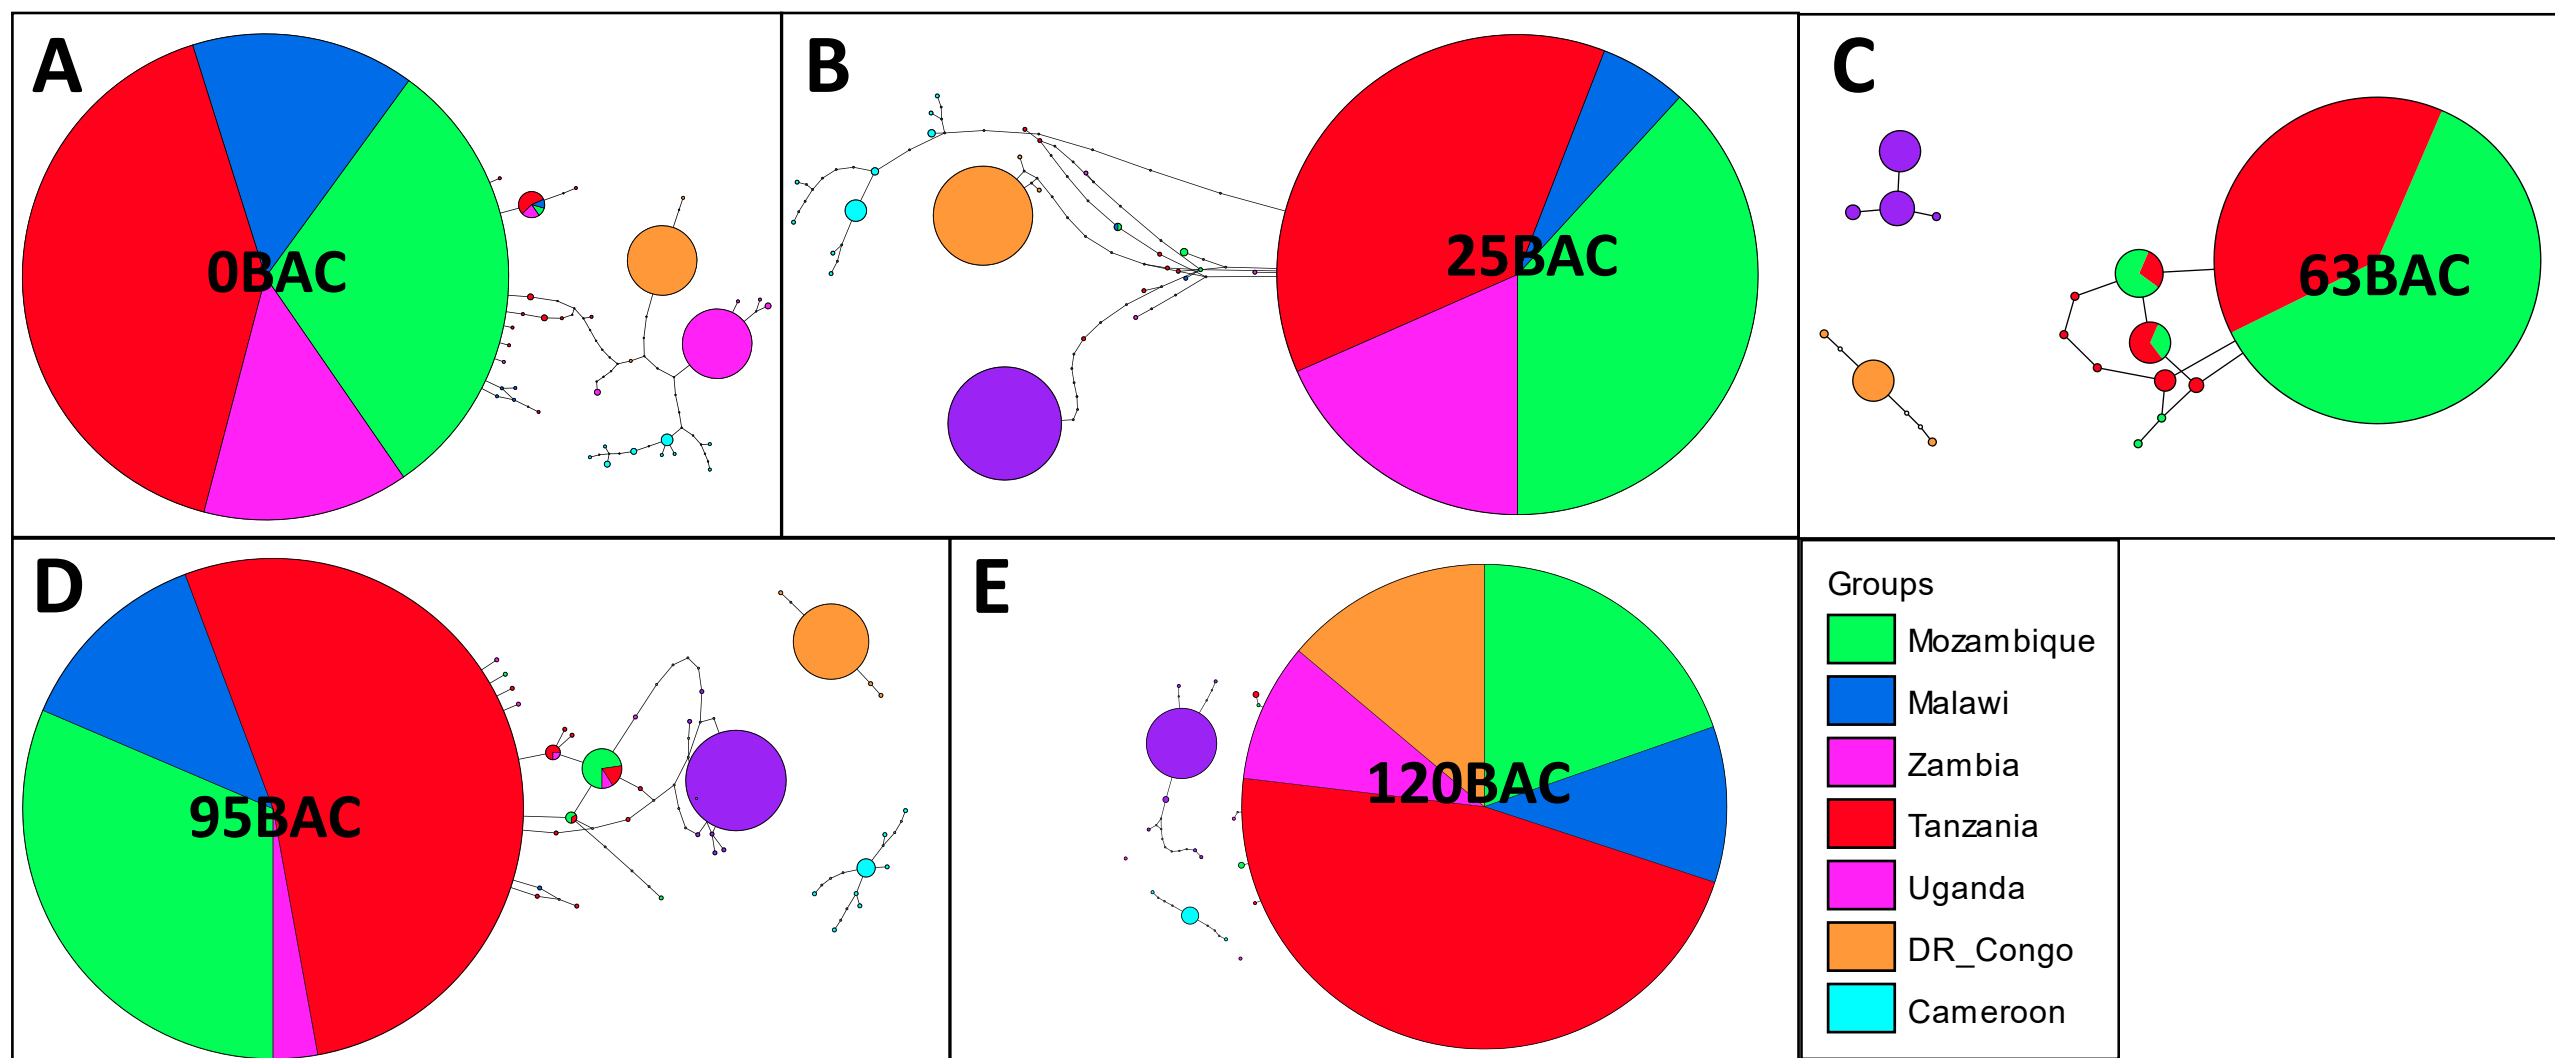 A
0BAC
B
25BAC
C
63BAC
D
95BAC
E
120BAC
Groups
Mozambique
Malawi
Zambia
Tanzania
Uganda
DR_Congo
Cameroon